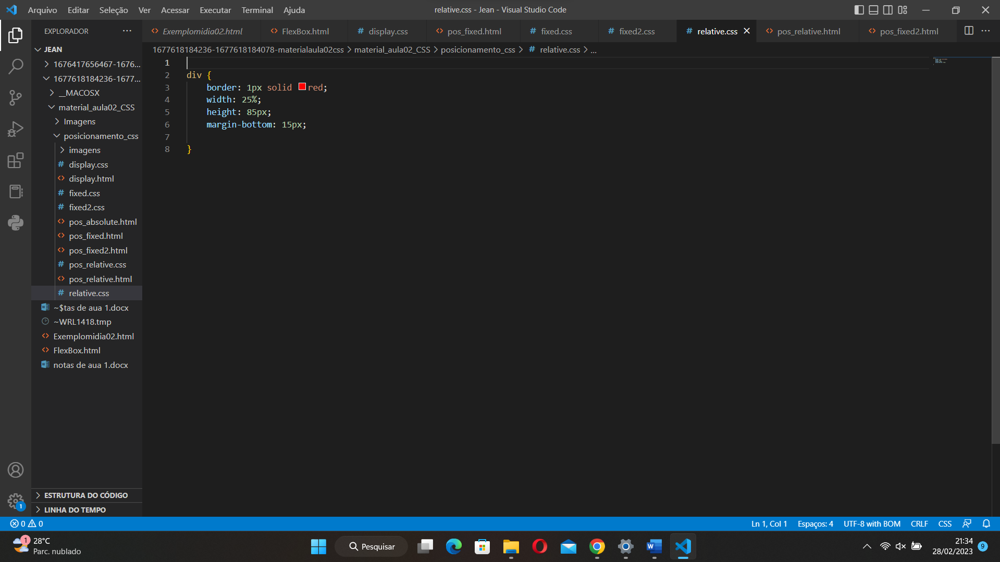 Arquivo Editar Seleção Ver Acessar Executar Terminal Ajuda
relative.css - Jean - Visual Studio Code
EXPLORADOR
Exemplomidia02.html FlexBox.html display.css pos_fixed.html fixed.css fixed2.css relative.css pos_relative.html pos_fixed2.html
1677618184236-1677618184078-materialaula02css > material_aula02_CSS > posicionamento_css > # relative.css > ...
JEAN
1676417656467-1676...
1677618184236-1677...
__MACOSX
material_aula02_CSS
Imagens
posicionamento_css
imagens
display.css
display.html
fixed.css
fixed2.css
pos_absolute.html
pos_fixed.html
pos_fixed2.html
pos_relative.css
pos_relative.html
relative.css
~$tas de aua 1.docx
~WRL1418.tmp
Exemplomidia02.html
FlexBox.html
notas de aua 1.docx
ESTRUTURA DO CÓDIGO
LINHA DO TEMPO
1
2 div {
3 border: 1px solid red;
4 width: 25%;
5 height: 85px;
6 margin-bottom: 15px;
7
8 }
1
0 0
Ln 1, Col 1 Espaços: 4 UTF-8 with BOM CRLF CSS
1
28°C
Parc. nublado
Pesquisar
21:34
28/02/2023
9